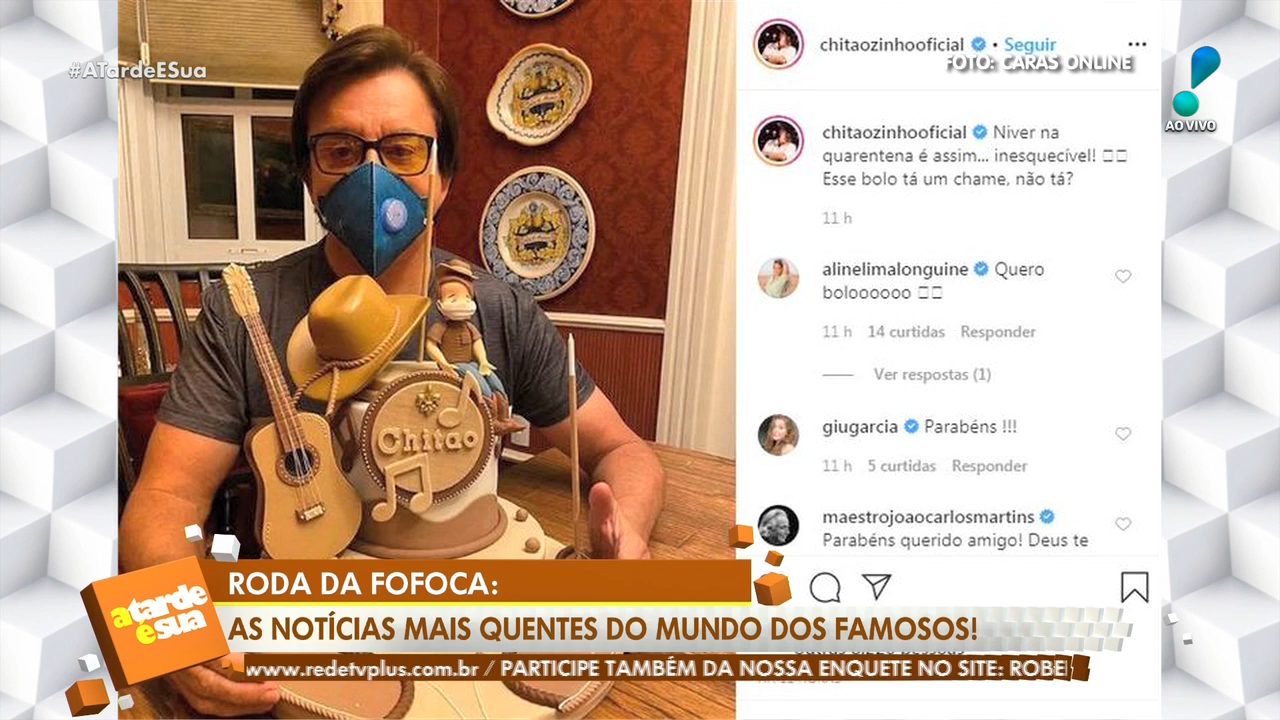 #ATardeESua
chitaozinhooficial • Seguir
FOTO: CARAS ONLINE
AO VIVO
chitaozinhooficial Niver na
quarentena é assim... inesquecível!
Esse bolo tá um chame, não tá?
11 h
alinelimalonguine Quero
boloooooo
11 h 14 curtidas Responder
Ver respostas (1)
giugarcia Parabéns !!!
11 h 5 curtidas Responder
maestrojoaocarlosmartins
Parabéns querido amigo! Deus te
Chitão
a tarde
é sua
RODA DA FOFOCA:
AS NOTÍCIAS MAIS QUENTES DO MUNDO DOS FAMOSOS!
www.redetvplus.com.br / PARTICIPE TAMBÉM DA NOSSA ENQUETE NO SITE: ROBE